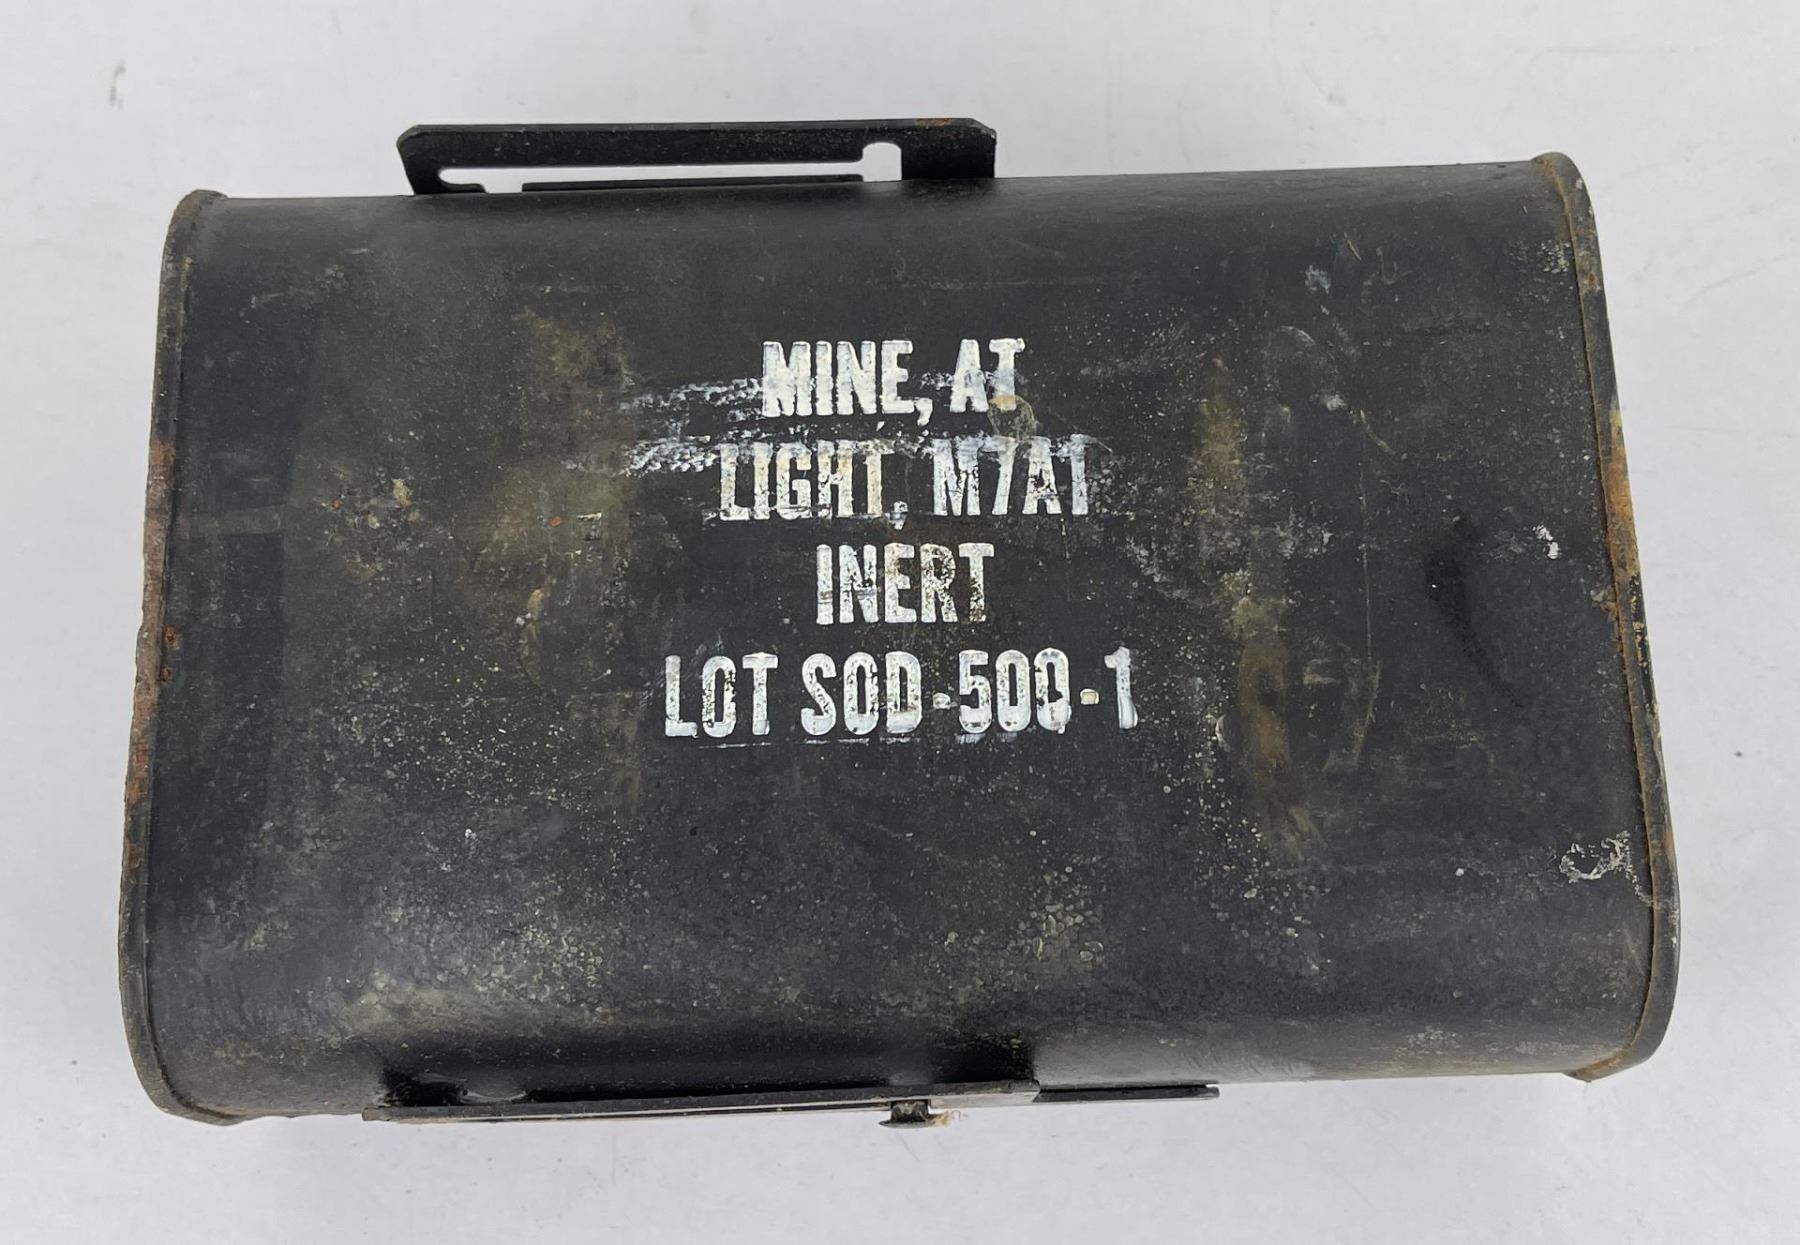 MINE, AT
LIGHT, M7A1
INERT
LOT SOD-500-1